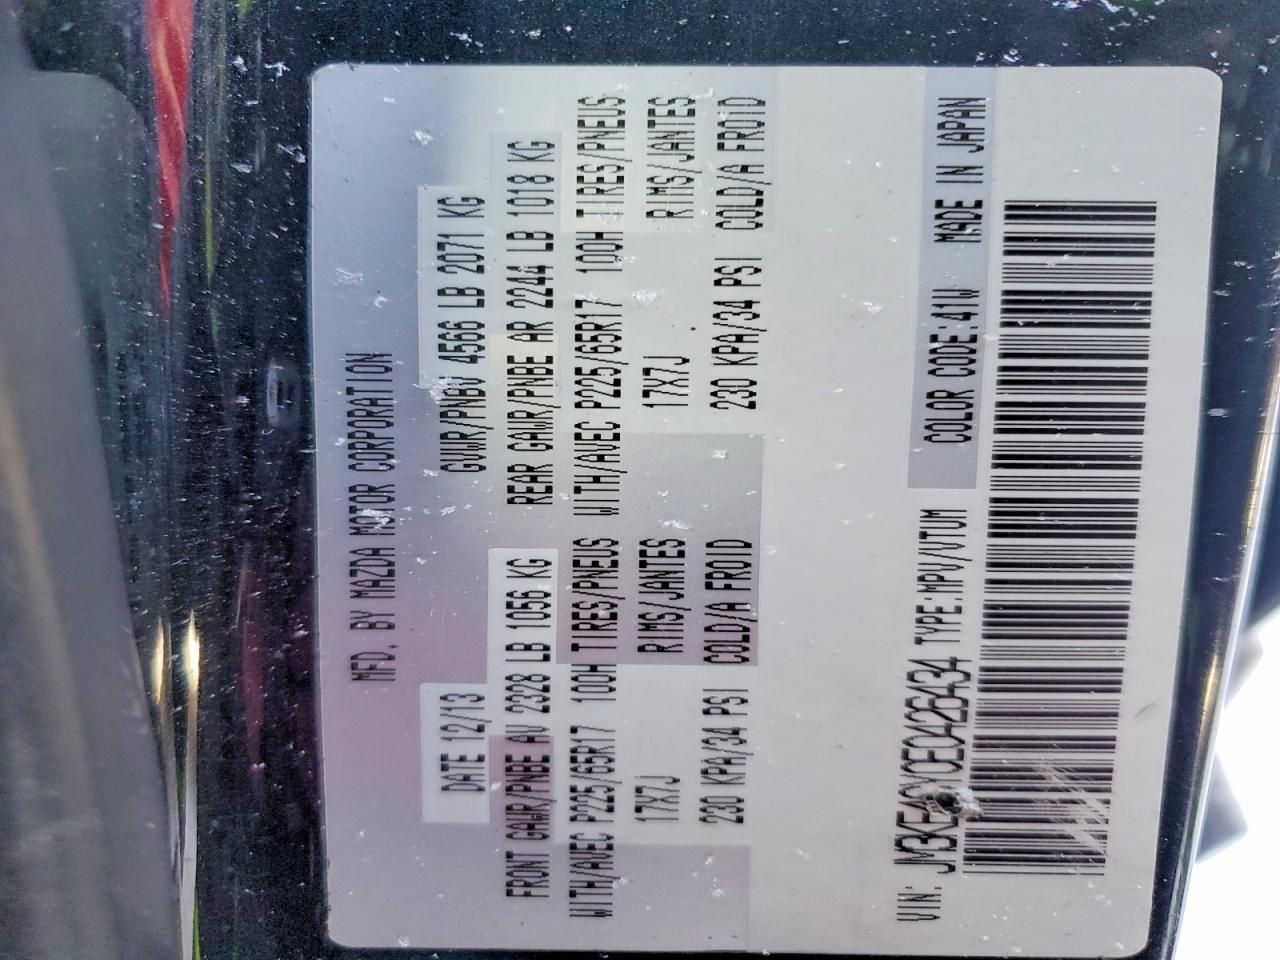 MFD. BY MAZDA MOTOR CORPORATION
DATE 12/13 GVWR/PNBV 4566 LB 2071 KG
FRONT GAWR/PNBE AV 2328 LB 1056 KG REAR GAWR/PNBE AR 2244 LB 1018 KG
WITH/AVEC P225/65R17 100H TIRES/PNEUS WITH/AVEC P225/65R17 100H TIRES/PNEUS
17X7J RIMS/JANTES 17X7J RIMS/JANTES
230 KPA/34 PSI COLD/A FROID 230 KPA/34 PSI COLD/A FROID
VIN: TYPE:MPV/VTUM COLOR CODE:41W MADE IN JAPAN